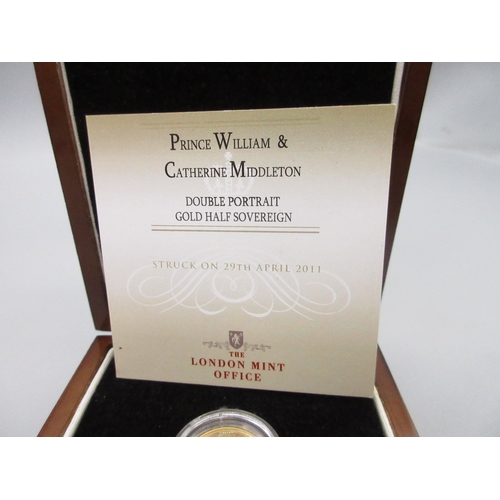 PRINCE WILLIAM &
CATHERINE MIDDLETON
DOUBLE PORTRAIT
GOLD HALF SOVEREIGN
STRUCK ON 29TH APRIL 2011
THE
LONDON MINT
OFFICE